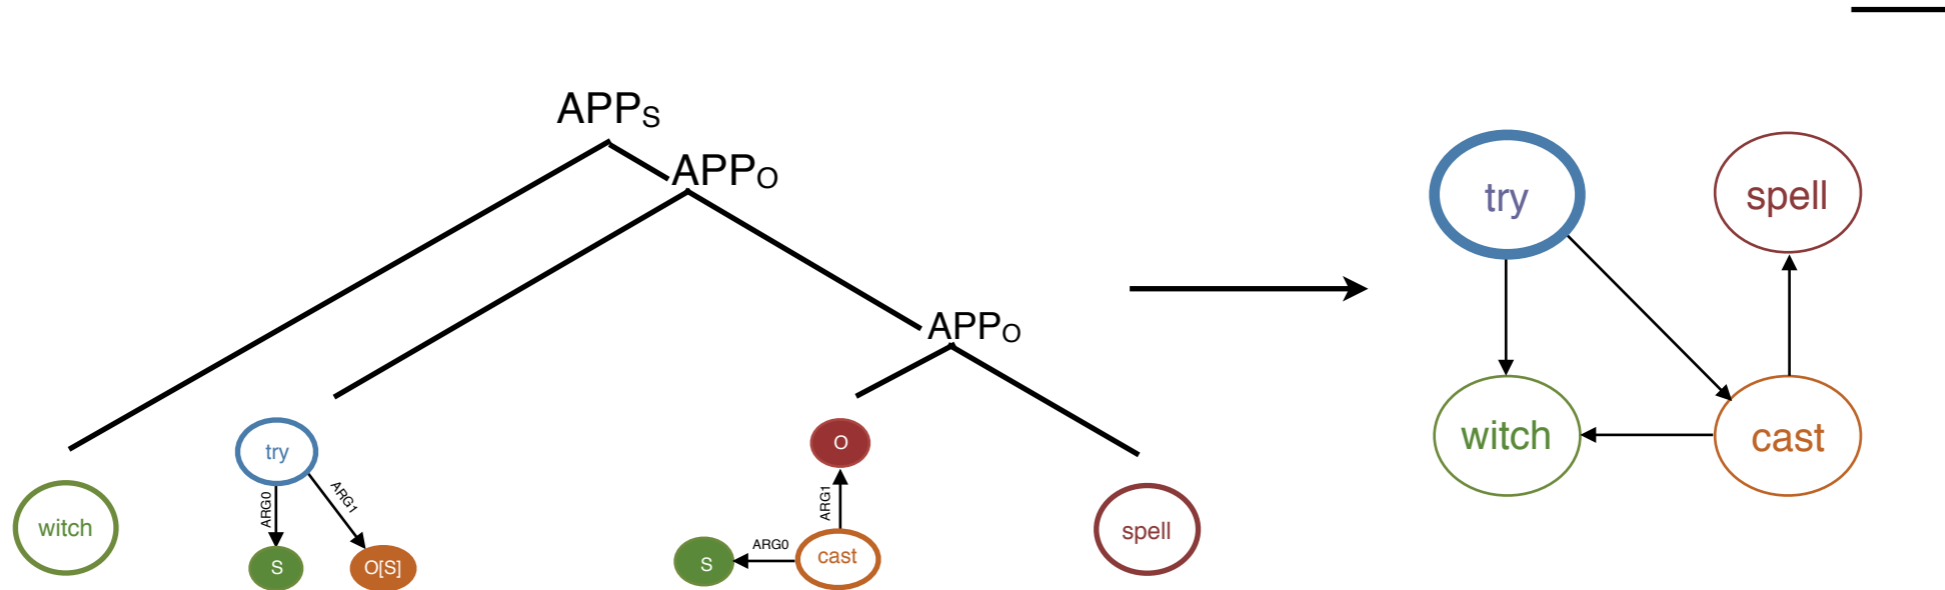 APPS
APPO
APPO
witch
try
ARG0
ARG1
S
O[S]
O
ARG1
ARG0
S
cast
spell
try
spell
witch
cast